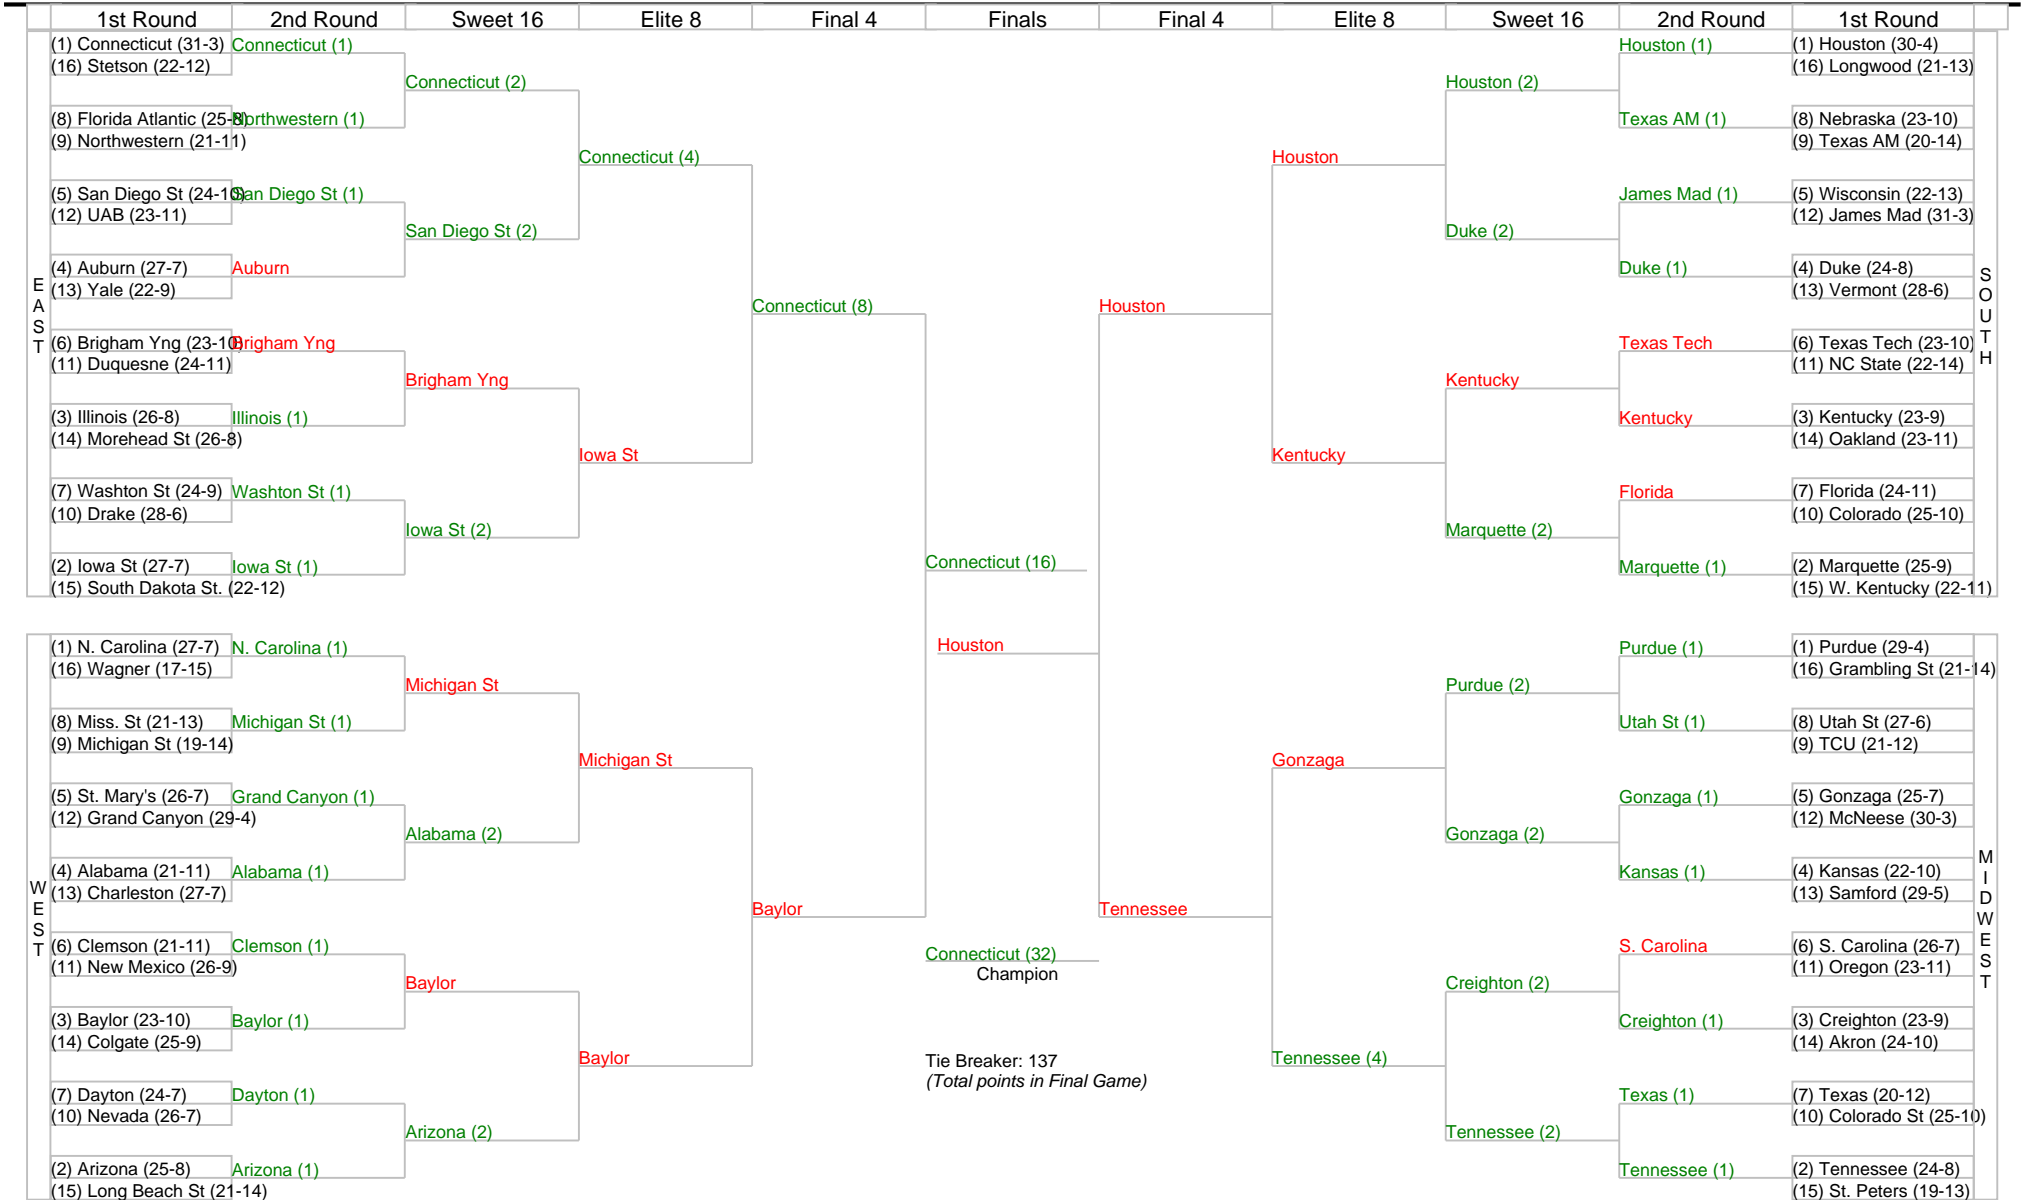 1st Round 2nd Round Sweet 16 Elite 8 Final 4 Finals Final 4 Elite 8 Sweet 16 2nd Round 1st Round
EAST
(1) Connecticut (31-3)
(16) Stetson (22-12)
(8) Florida Atlantic (25-8)
(9) Northwestern (21-11)
(5) San Diego St (24-10)
(12) UAB (23-11)
(4) Auburn (27-7)
(13) Yale (22-9)
(6) Brigham Yng (23-10)
(11) Duquesne (24-11)
(3) Illinois (26-8)
(14) Morehead St (26-8)
(7) Washton St (24-9)
(10) Drake (28-6)
(2) Iowa St (27-7)
(15) South Dakota St. (22-12)
Connecticut (1)
Northwestern (1)
San Diego St (1)
Auburn
Brigham Yng
Illinois (1)
Washton St (1)
Iowa St (1)
Connecticut (2)
San Diego St (2)
Brigham Yng
Iowa St (2)
Connecticut (4)
Iowa St
Connecticut (8)
WEST
(1) N. Carolina (27-7)
(16) Wagner (17-15)
(8) Miss. St (21-13)
(9) Michigan St (19-14)
(5) St. Mary's (26-7)
(12) Grand Canyon (29-4)
(4) Alabama (21-11)
(13) Charleston (27-7)
(6) Clemson (21-11)
(11) New Mexico (26-9)
(3) Baylor (23-10)
(14) Colgate (25-9)
(7) Dayton (24-7)
(10) Nevada (26-7)
(2) Arizona (25-8)
(15) Long Beach St (21-14)
N. Carolina (1)
Michigan St (1)
Grand Canyon (1)
Alabama (1)
Clemson (1)
Baylor (1)
Dayton (1)
Arizona (1)
Michigan St
Alabama (2)
Baylor
Arizona (2)
Michigan St
Baylor
Baylor
Connecticut (16)
Houston
Connecticut (32)
Champion
Tie Breaker: 137
(Total points in Final Game)
Houston
Tennessee
Houston
Kentucky
Houston (2)
Duke (2)
Kentucky
Marquette (2)
Houston (1)
Texas AM (1)
James Mad (1)
Duke (1)
Texas Tech
Kentucky
Florida
Marquette (1)
(1) Houston (30-4)
(16) Longwood (21-13)
(8) Nebraska (23-10)
(9) Texas AM (20-14)
(5) Wisconsin (22-13)
(12) James Mad (31-3)
(4) Duke (24-8)
(13) Vermont (28-6)
(6) Texas Tech (23-10)
(11) NC State (22-14)
(3) Kentucky (23-9)
(14) Oakland (23-11)
(7) Florida (24-11)
(10) Colorado (25-10)
(2) Marquette (25-9)
(15) W. Kentucky (22-11)
SOUTH
Gonzaga
Tennessee (4)
Purdue (2)
Gonzaga (2)
Creighton (2)
Tennessee (2)
Purdue (1)
Utah St (1)
Gonzaga (1)
Kansas (1)
S. Carolina
Creighton (1)
Texas (1)
Tennessee (1)
(1) Purdue (29-4)
(16) Grambling St (21-14)
(8) Utah St (27-6)
(9) TCU (21-12)
(5) Gonzaga (25-7)
(12) McNeese (30-3)
(4) Kansas (22-10)
(13) Samford (29-5)
(6) S. Carolina (26-7)
(11) Oregon (23-11)
(3) Creighton (23-9)
(14) Akron (24-10)
(7) Texas (20-12)
(10) Colorado St (25-10)
(2) Tennessee (24-8)
(15) St. Peters (19-13)
MIDWEST